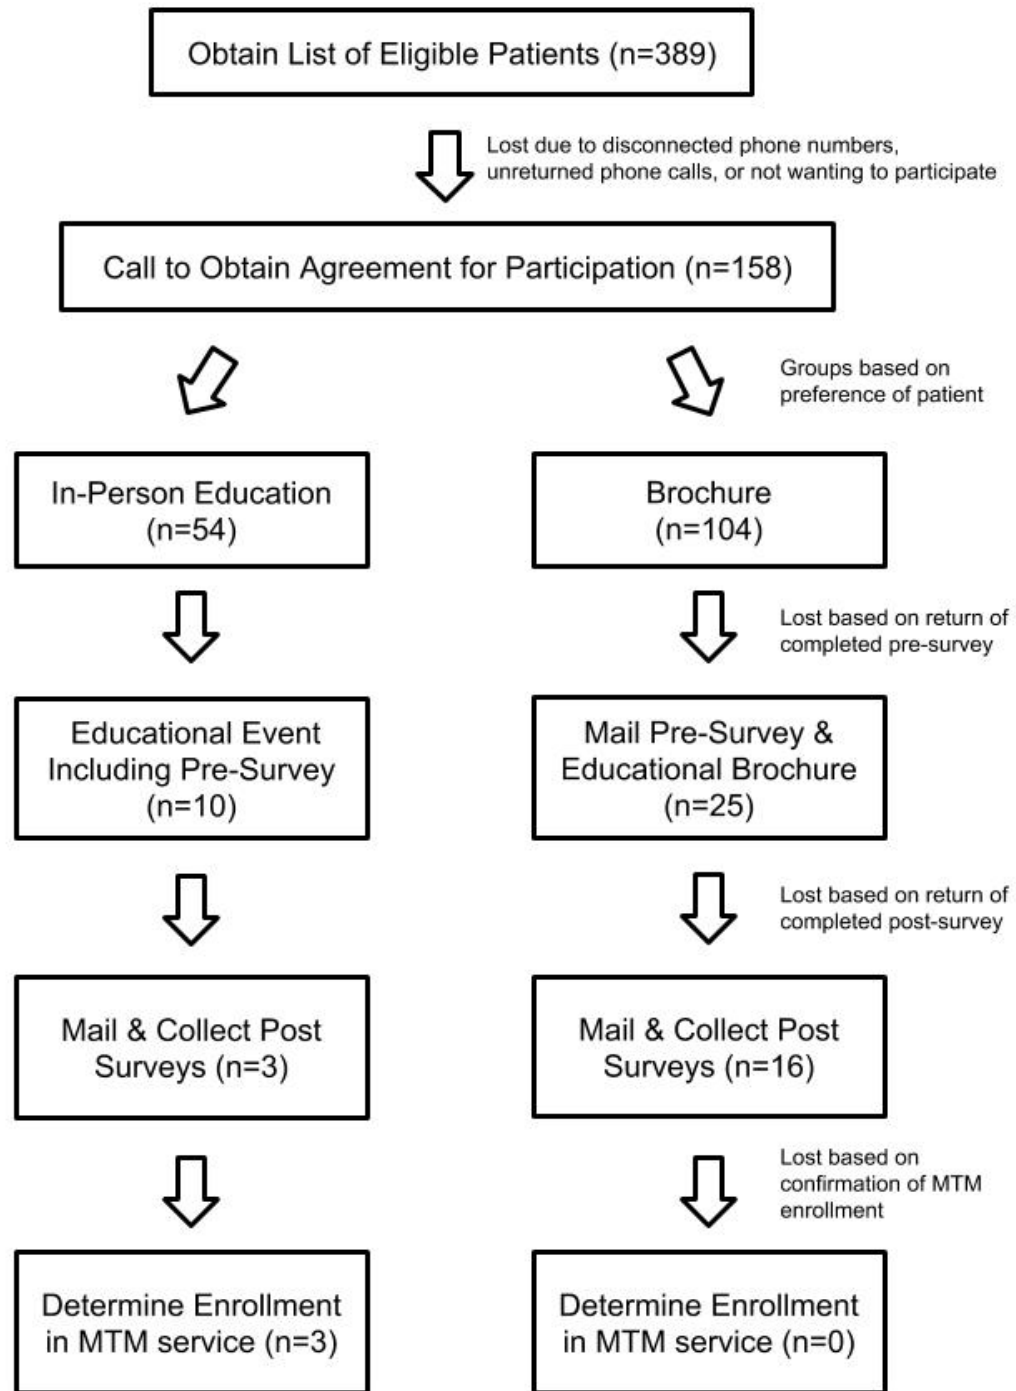 Obtain List of Eligible Patients (n=389)
Lost due to disconnected phone numbers,
unreturned phone calls, or not wanting to participate
Call to Obtain Agreement for Participation (n=158)
Groups based on
preference of patient
In-Person Education
(n=54)
Brochure
(n=104)
Lost based on return of
completed pre-survey
Educational Event
Including Pre-Survey
(n=10)
Mail Pre-Survey &
Educational Brochure
(n=25)
Lost based on return of
completed post-survey
Mail & Collect Post
Surveys (n=3)
Mail & Collect Post
Surveys (n=16)
Lost based on
confirmation of MTM
enrollment
Determine Enrollment
in MTM service (n=3)
Determine Enrollment
in MTM service (n=0)